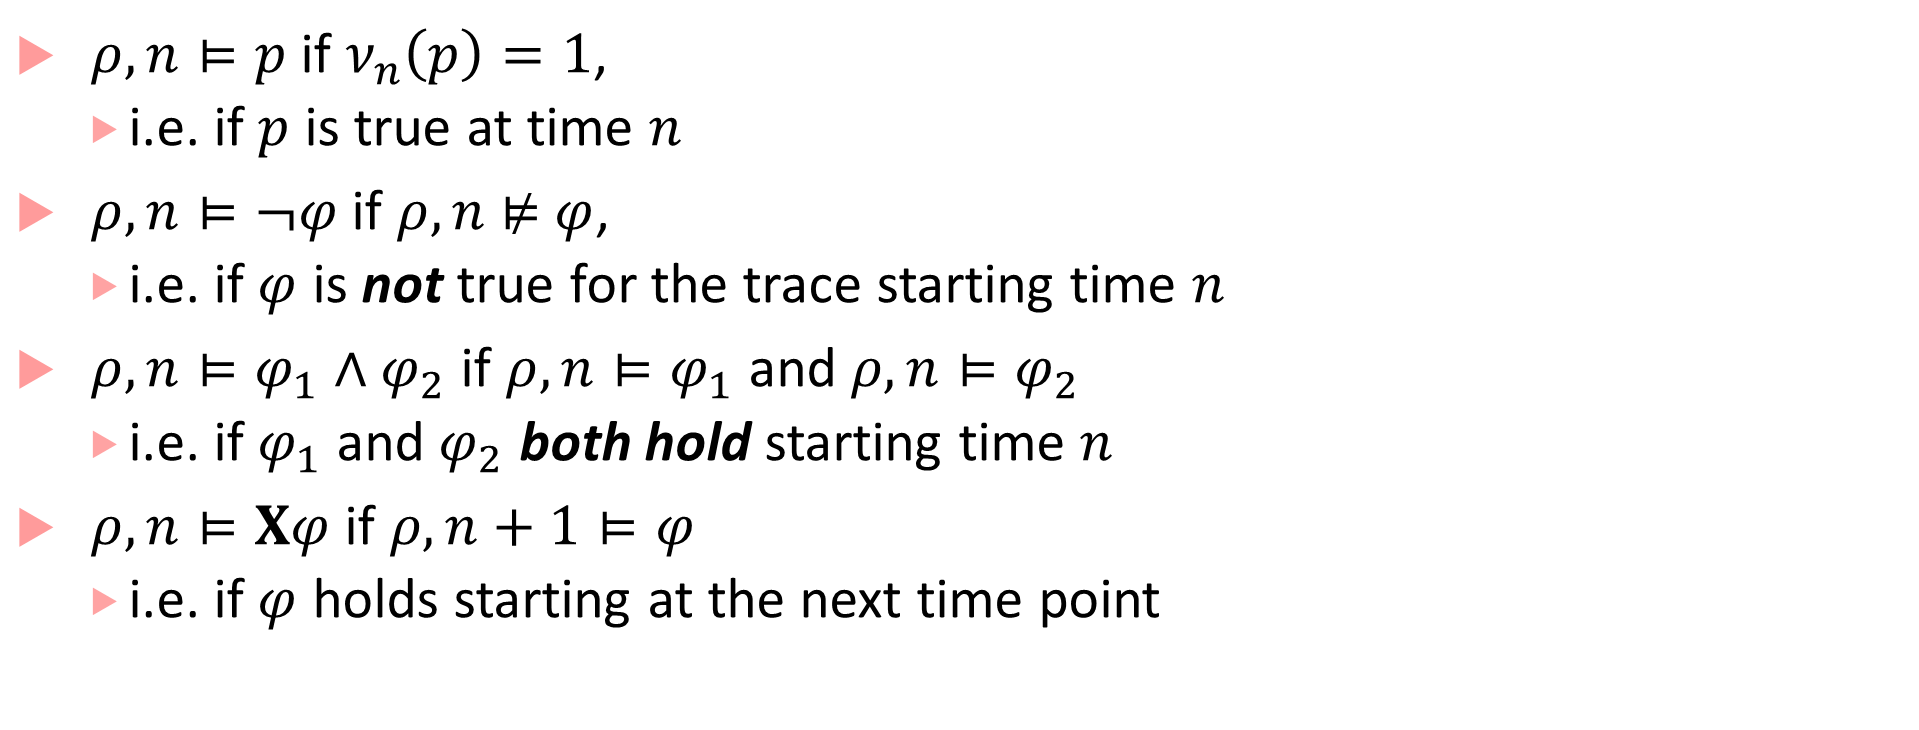 ▶ 𝜌, 𝑛 ⊨ 𝑝 if 𝜈ₙ(𝑝) = 1,
▶ i.e. if 𝑝 is true at time 𝑛
▶ 𝜌, 𝑛 ⊨ ¬𝜑 if 𝜌, 𝑛 ⊭ 𝜑,
▶ i.e. if 𝜑 is not true for the trace starting time 𝑛
▶ 𝜌, 𝑛 ⊨ 𝜑₁ ∧ 𝜑₂ if 𝜌, 𝑛 ⊨ 𝜑₁ and 𝜌, 𝑛 ⊨ 𝜑₂
▶ i.e. if 𝜑₁ and 𝜑₂ both hold starting time 𝑛
▶ 𝜌, 𝑛 ⊨ 𝐗𝜑 if 𝜌, 𝑛 + 1 ⊨ 𝜑
▶ i.e. if 𝜑 holds starting at the next time point